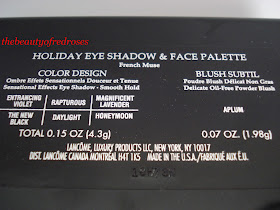 thebeautyofredroses
HOLIDAY EYE SHADOW & FACE PALETTE
French Muse
COLOR DESIGN
Ombre Effets Sensationnels Douceur et Tenue
Sensational Effects Eye Shadow - Smooth Hold
BLUSH SUBTIL
Poudre Blush Délicat Non Gras
Delicate Oil-Free Powder Blush
ENTRANCING VIOLET
RAPTUROUS
MAGNIFICENT LAVENDER
THE NEW BLACK
DAYLIGHT
HONEYMOON
APLUM
TOTAL 0.15 OZ (4.3g)
0.07 OZ. (1.98g)
LANCÔME, LUXURY PRODUCTS LLC, NEW YORK, NY 10017
DIST. LANCÔME CANADA MONTRÉAL H4T 1K5 MADE IN U.S.A./FABRIQUÉ AUX É.U.